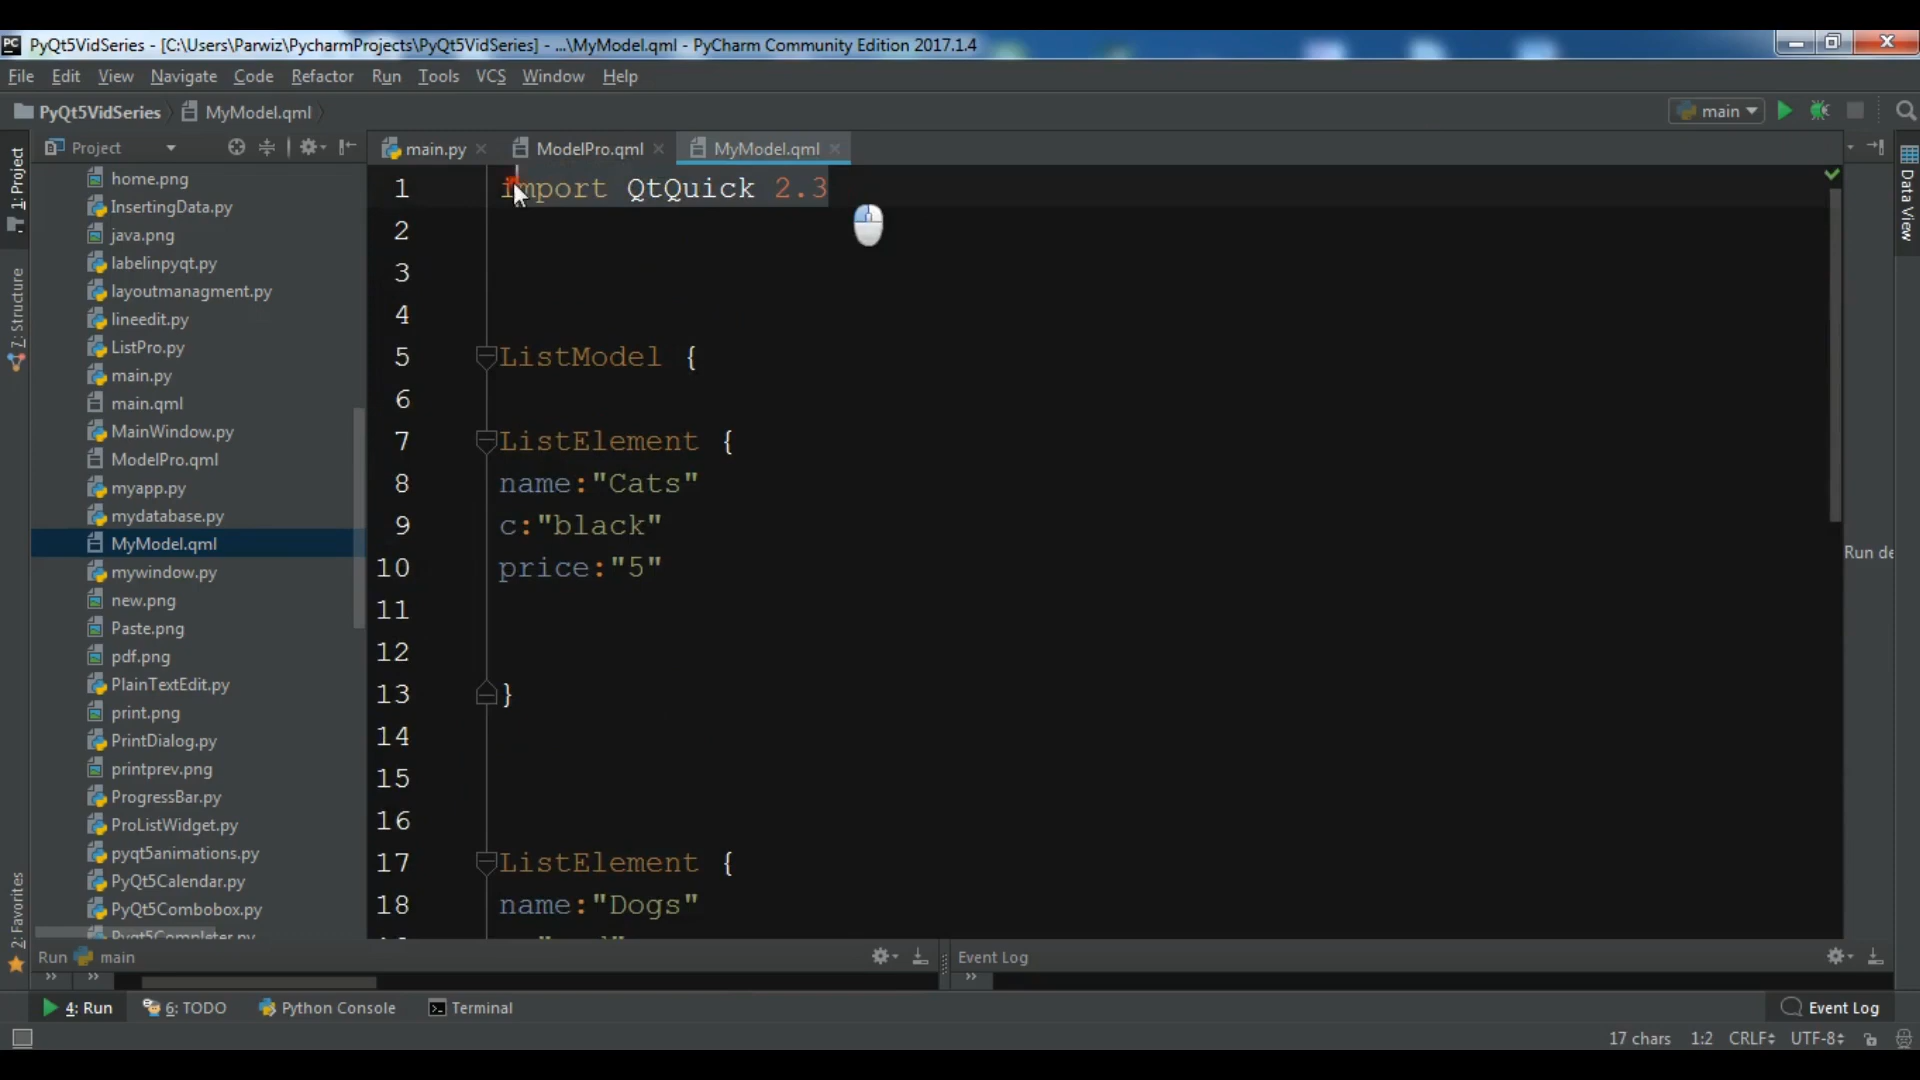 PyQt5VidSeries - [C:\Users\Parwiz\PycharmProjects\PyQt5VidSeries] - ...\MyModel.qml - PyCharm Community Edition 2017.1.4
File Edit View Navigate Code Refactor Run Tools VCS Window Help
PyQt5VidSeries MyModel.qml main
Project main.py ModelPro.qml MyModel.qml
1: Project
7: Structure
2: Favorites
home.png
InsertingData.py
java.png
labelinpyqt.py
layoutmanagment.py
lineedit.py
ListPro.py
main.py
main.qml
MainWindow.py
ModelPro.qml
myapp.py
mydatabase.py
MyModel.qml
mywindow.py
new.png
Paste.png
pdf.png
PlainTextEdit.py
print.png
PrintDialog.py
printprev.png
ProgressBar.py
ProListWidget.py
pyqt5animations.py
PyQt5Calendar.py
PyQt5Combobox.py
Pyqt5Completer.py
1 import QtQuick 2.3
2
3
4
5 ListModel {
6
7 ListElement {
8 name:"Cats"
9 c:"black"
10 price:"5"
11
12
13 }
14
15
16
17 ListElement {
18 name:"Dogs"
Data View
Run de
Run main
Event Log
4: Run 6: TODO Python Console Terminal Event Log
17 chars 1:2 CRLF UTF-8